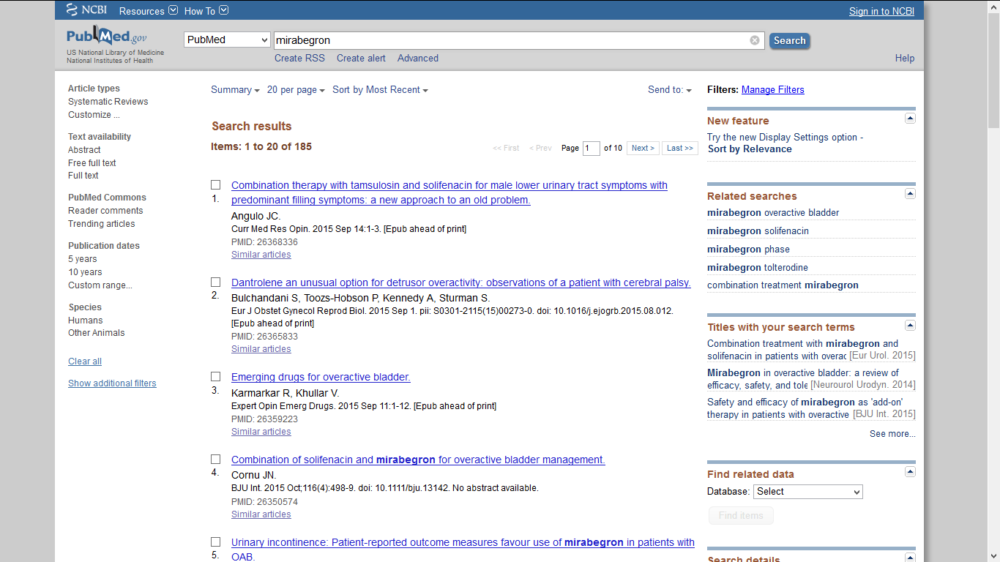 NCBI Resources How To Sign in to NCBI
PubMed.gov
US National Library of Medicine
National Institutes of Health
PubMed mirabegron Search
Create RSS Create alert Advanced Help
Article types
Systematic Reviews
Customize ...
Text availability
Abstract
Free full text
Full text
PubMed Commons
Reader comments
Trending articles
Publication dates
5 years
10 years
Custom range...
Species
Humans
Other Animals
Clear all
Show additional filters
Summary 20 per page Sort by Most Recent Send to:
Search results
Items: 1 to 20 of 185
<< First < Prev Page 1 of 10 Next > Last >>
1.
Combination therapy with tamsulosin and solifenacin for male lower urinary tract symptoms with
predominant filling symptoms: a new approach to an old problem.
Angulo JC.
Curr Med Res Opin. 2015 Sep 14:1-3. [Epub ahead of print]
PMID: 26368336
Similar articles
2.
Dantrolene an unusual option for detrusor overactivity: observations of a patient with cerebral palsy.
Bulchandani S, Toozs-Hobson P, Kennedy A, Sturman S.
Eur J Obstet Gynecol Reprod Biol. 2015 Sep 1. pii: S0301-2115(15)00273-0. doi: 10.1016/j.ejogrb.2015.08.012.
[Epub ahead of print]
PMID: 26365833
Similar articles
3.
Emerging drugs for overactive bladder.
Karmarkar R, Khullar V.
Expert Opin Emerg Drugs. 2015 Sep 11:1-12. [Epub ahead of print]
PMID: 26359223
Similar articles
4.
Combination of solifenacin and mirabegron for overactive bladder management.
Cornu JN.
BJU Int. 2015 Oct;116(4):498-9. doi: 10.1111/bju.13142. No abstract available.
PMID: 26350574
Similar articles
5.
Urinary incontinence: Patient-reported outcome measures favour use of mirabegron in patients with
OAB.
Filters: Manage Filters
New feature
Try the new Display Settings option -
Sort by Relevance
Related searches
mirabegron overactive bladder
mirabegron solifenacin
mirabegron phase
mirabegron tolterodine
combination treatment mirabegron
Titles with your search terms
Combination treatment with mirabegron and
solifenacin in patients with overac [Eur Urol. 2015]
Mirabegron in overactive bladder: a review of
efficacy, safety, and tole [Neurourol Urodyn. 2014]
Safety and efficacy of mirabegron as 'add-on'
therapy in patients with overactive [BJU Int. 2015]
See more...
Find related data
Database: Select
Find items
Search details